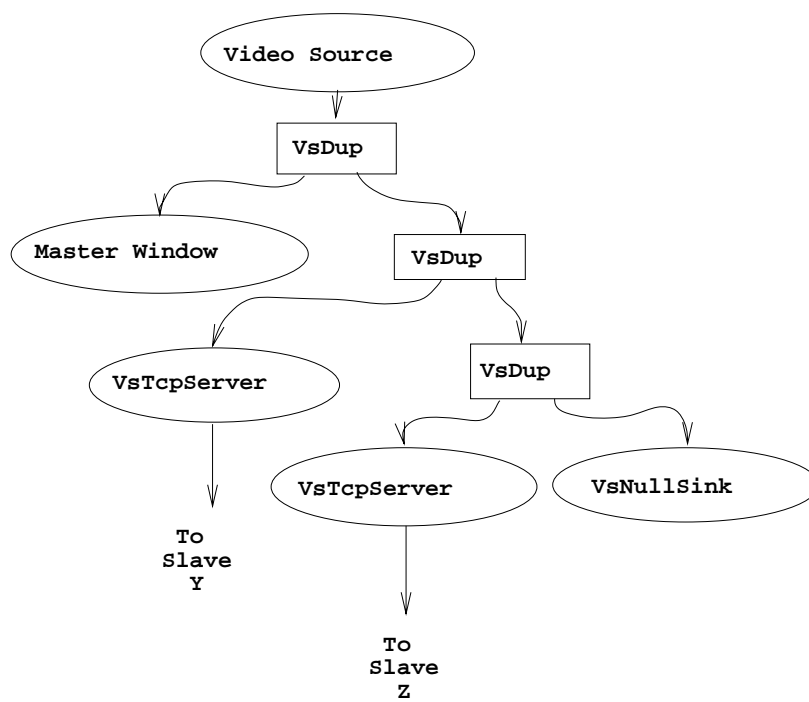 Video Source
VsDup
Master Window
VsDup
VsTcpServer
VsDup
VsTcpServer
VsNullSink
To
Slave
Y
To
Slave
Z